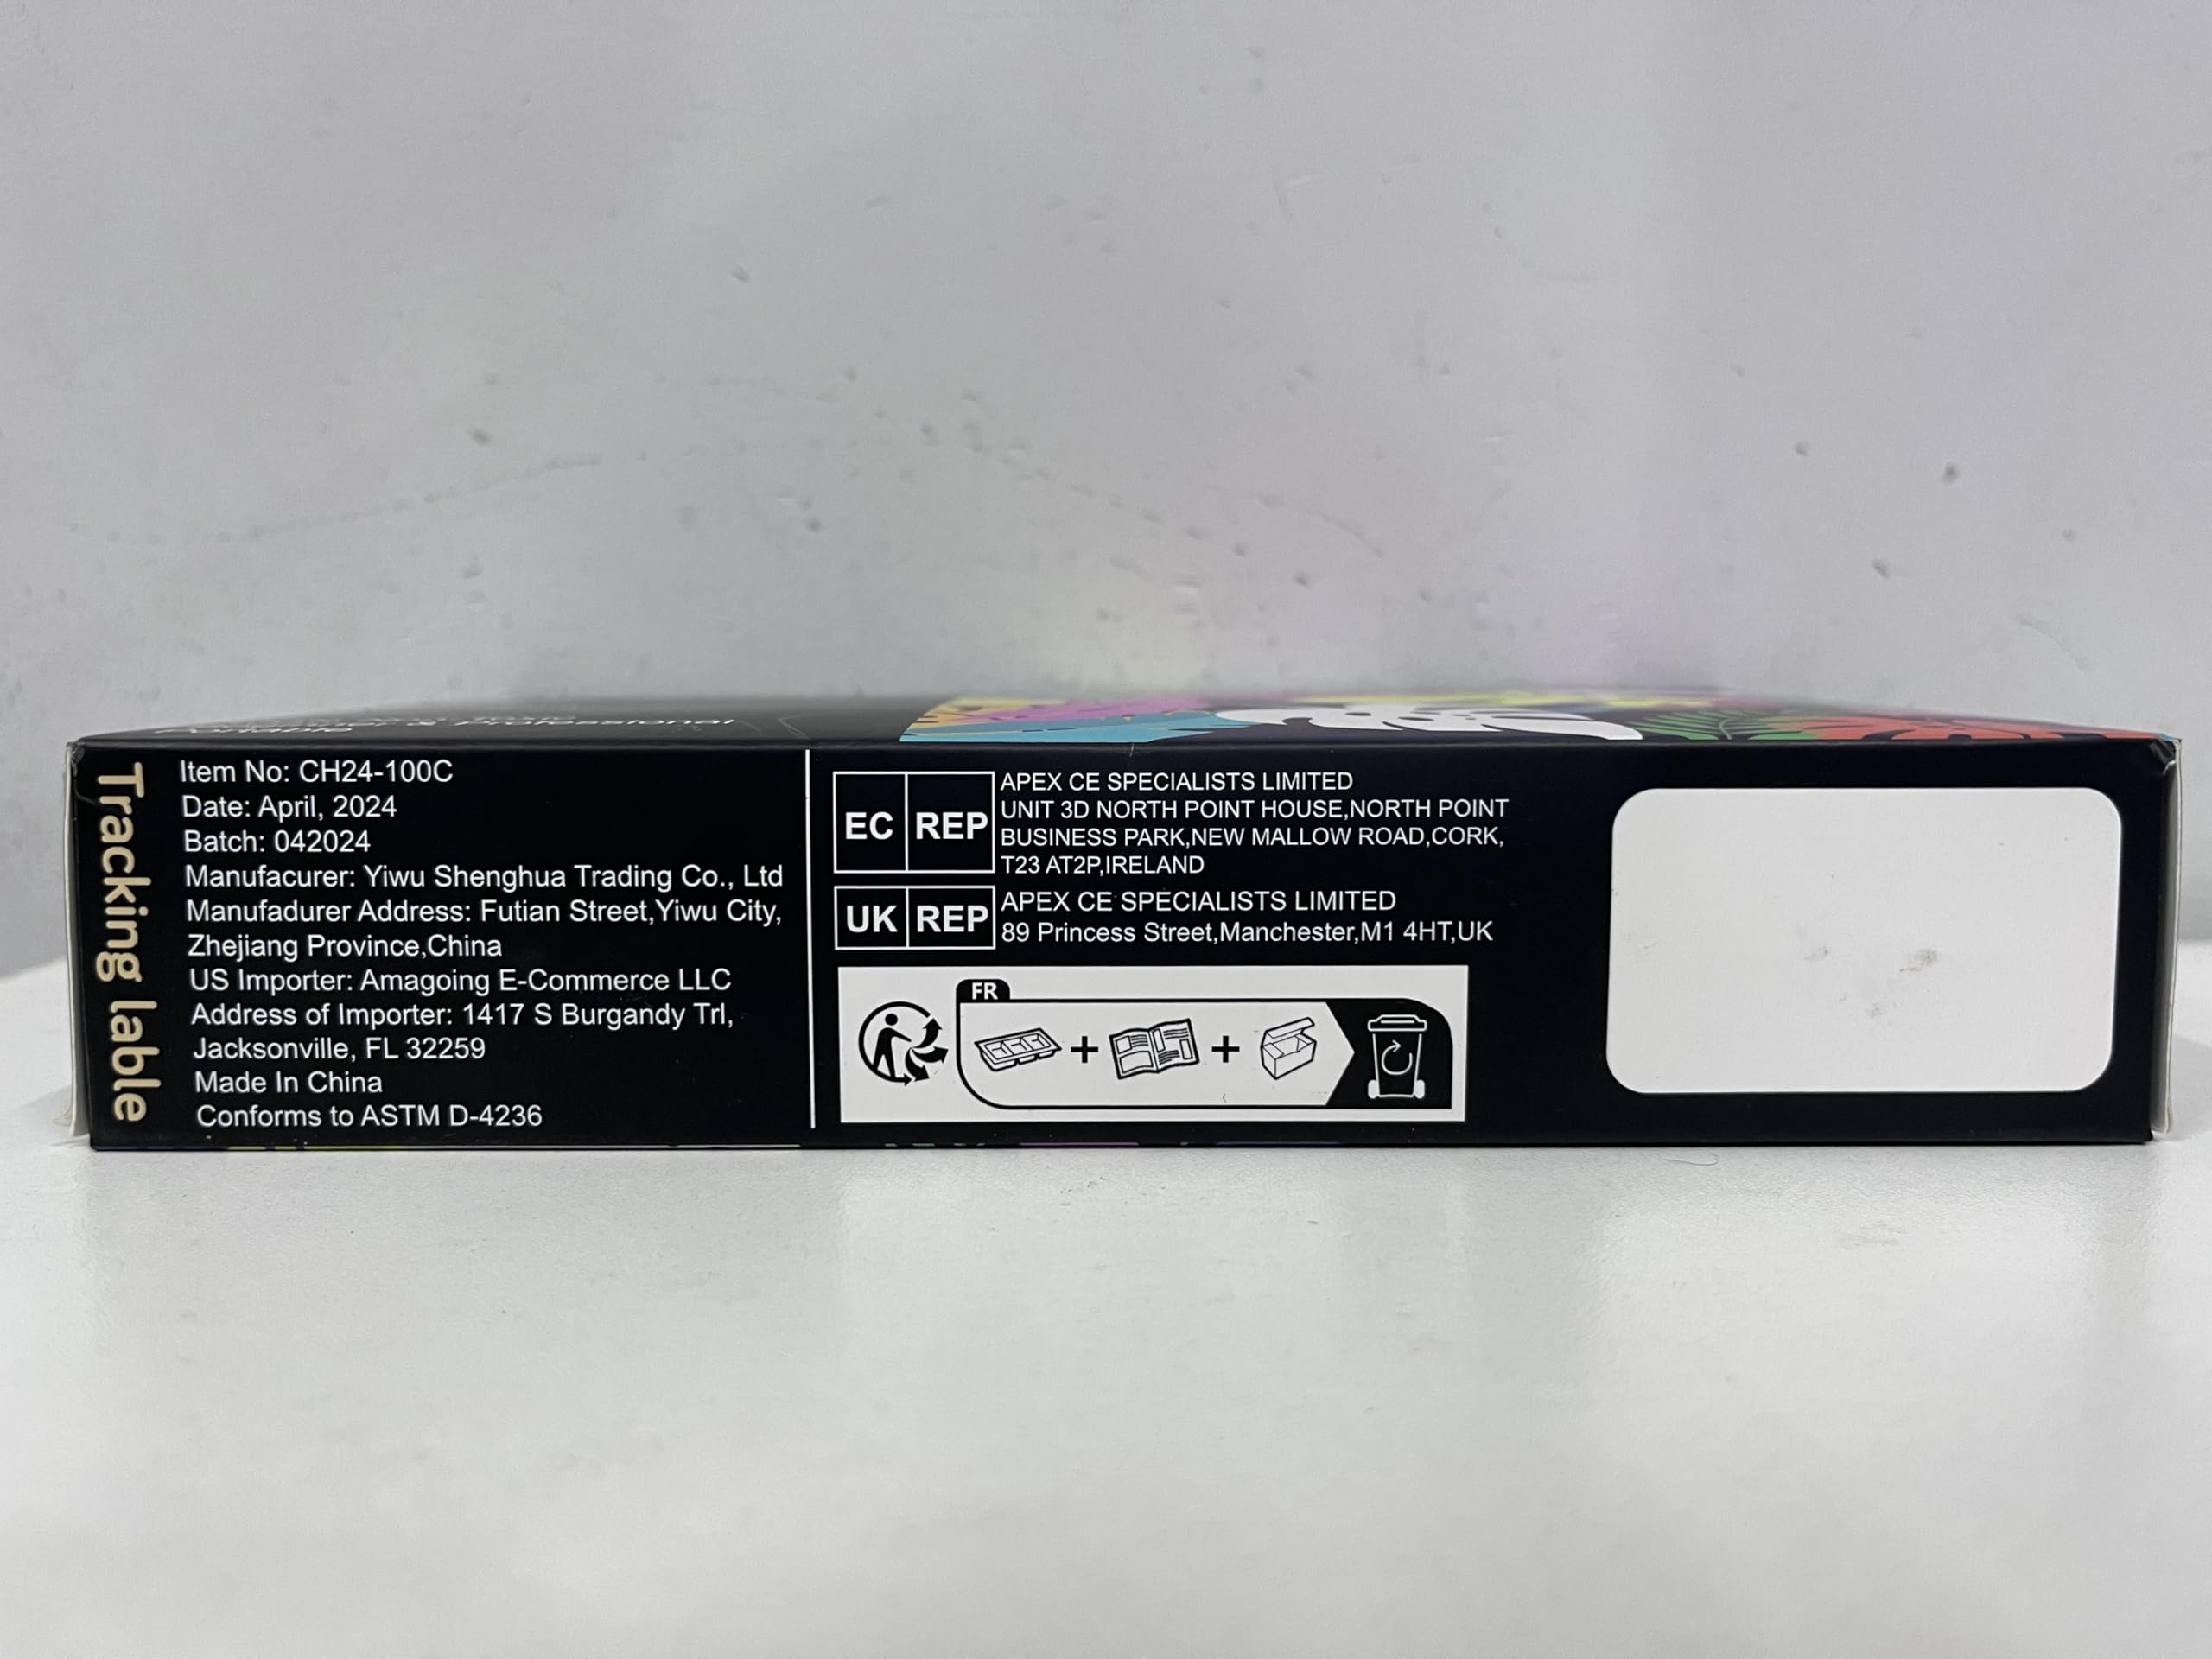 Professional
Tracking lable
Item No: CH24-100C
Date: April, 2024
Batch: 042024
Manufacurer: Yiwu Shenghua Trading Co., Ltd
Manufadurer Address: Futian Street,Yiwu City,
Zhejiang Province,China
US Importer: Amagoing E-Commerce LLC
Address of Importer: 1417 S Burgandy Trl,
Jacksonville, FL 32259
Made In China
Conforms to ASTM D-4236
EC REP
APEX CE SPECIALISTS LIMITED
UNIT 3D NORTH POINT HOUSE,NORTH POINT
BUSINESS PARK,NEW MALLOW ROAD,CORK,
T23 AT2P,IRELAND
UK REP
APEX CE SPECIALISTS LIMITED
89 Princess Street,Manchester,M1 4HT,UK
FR